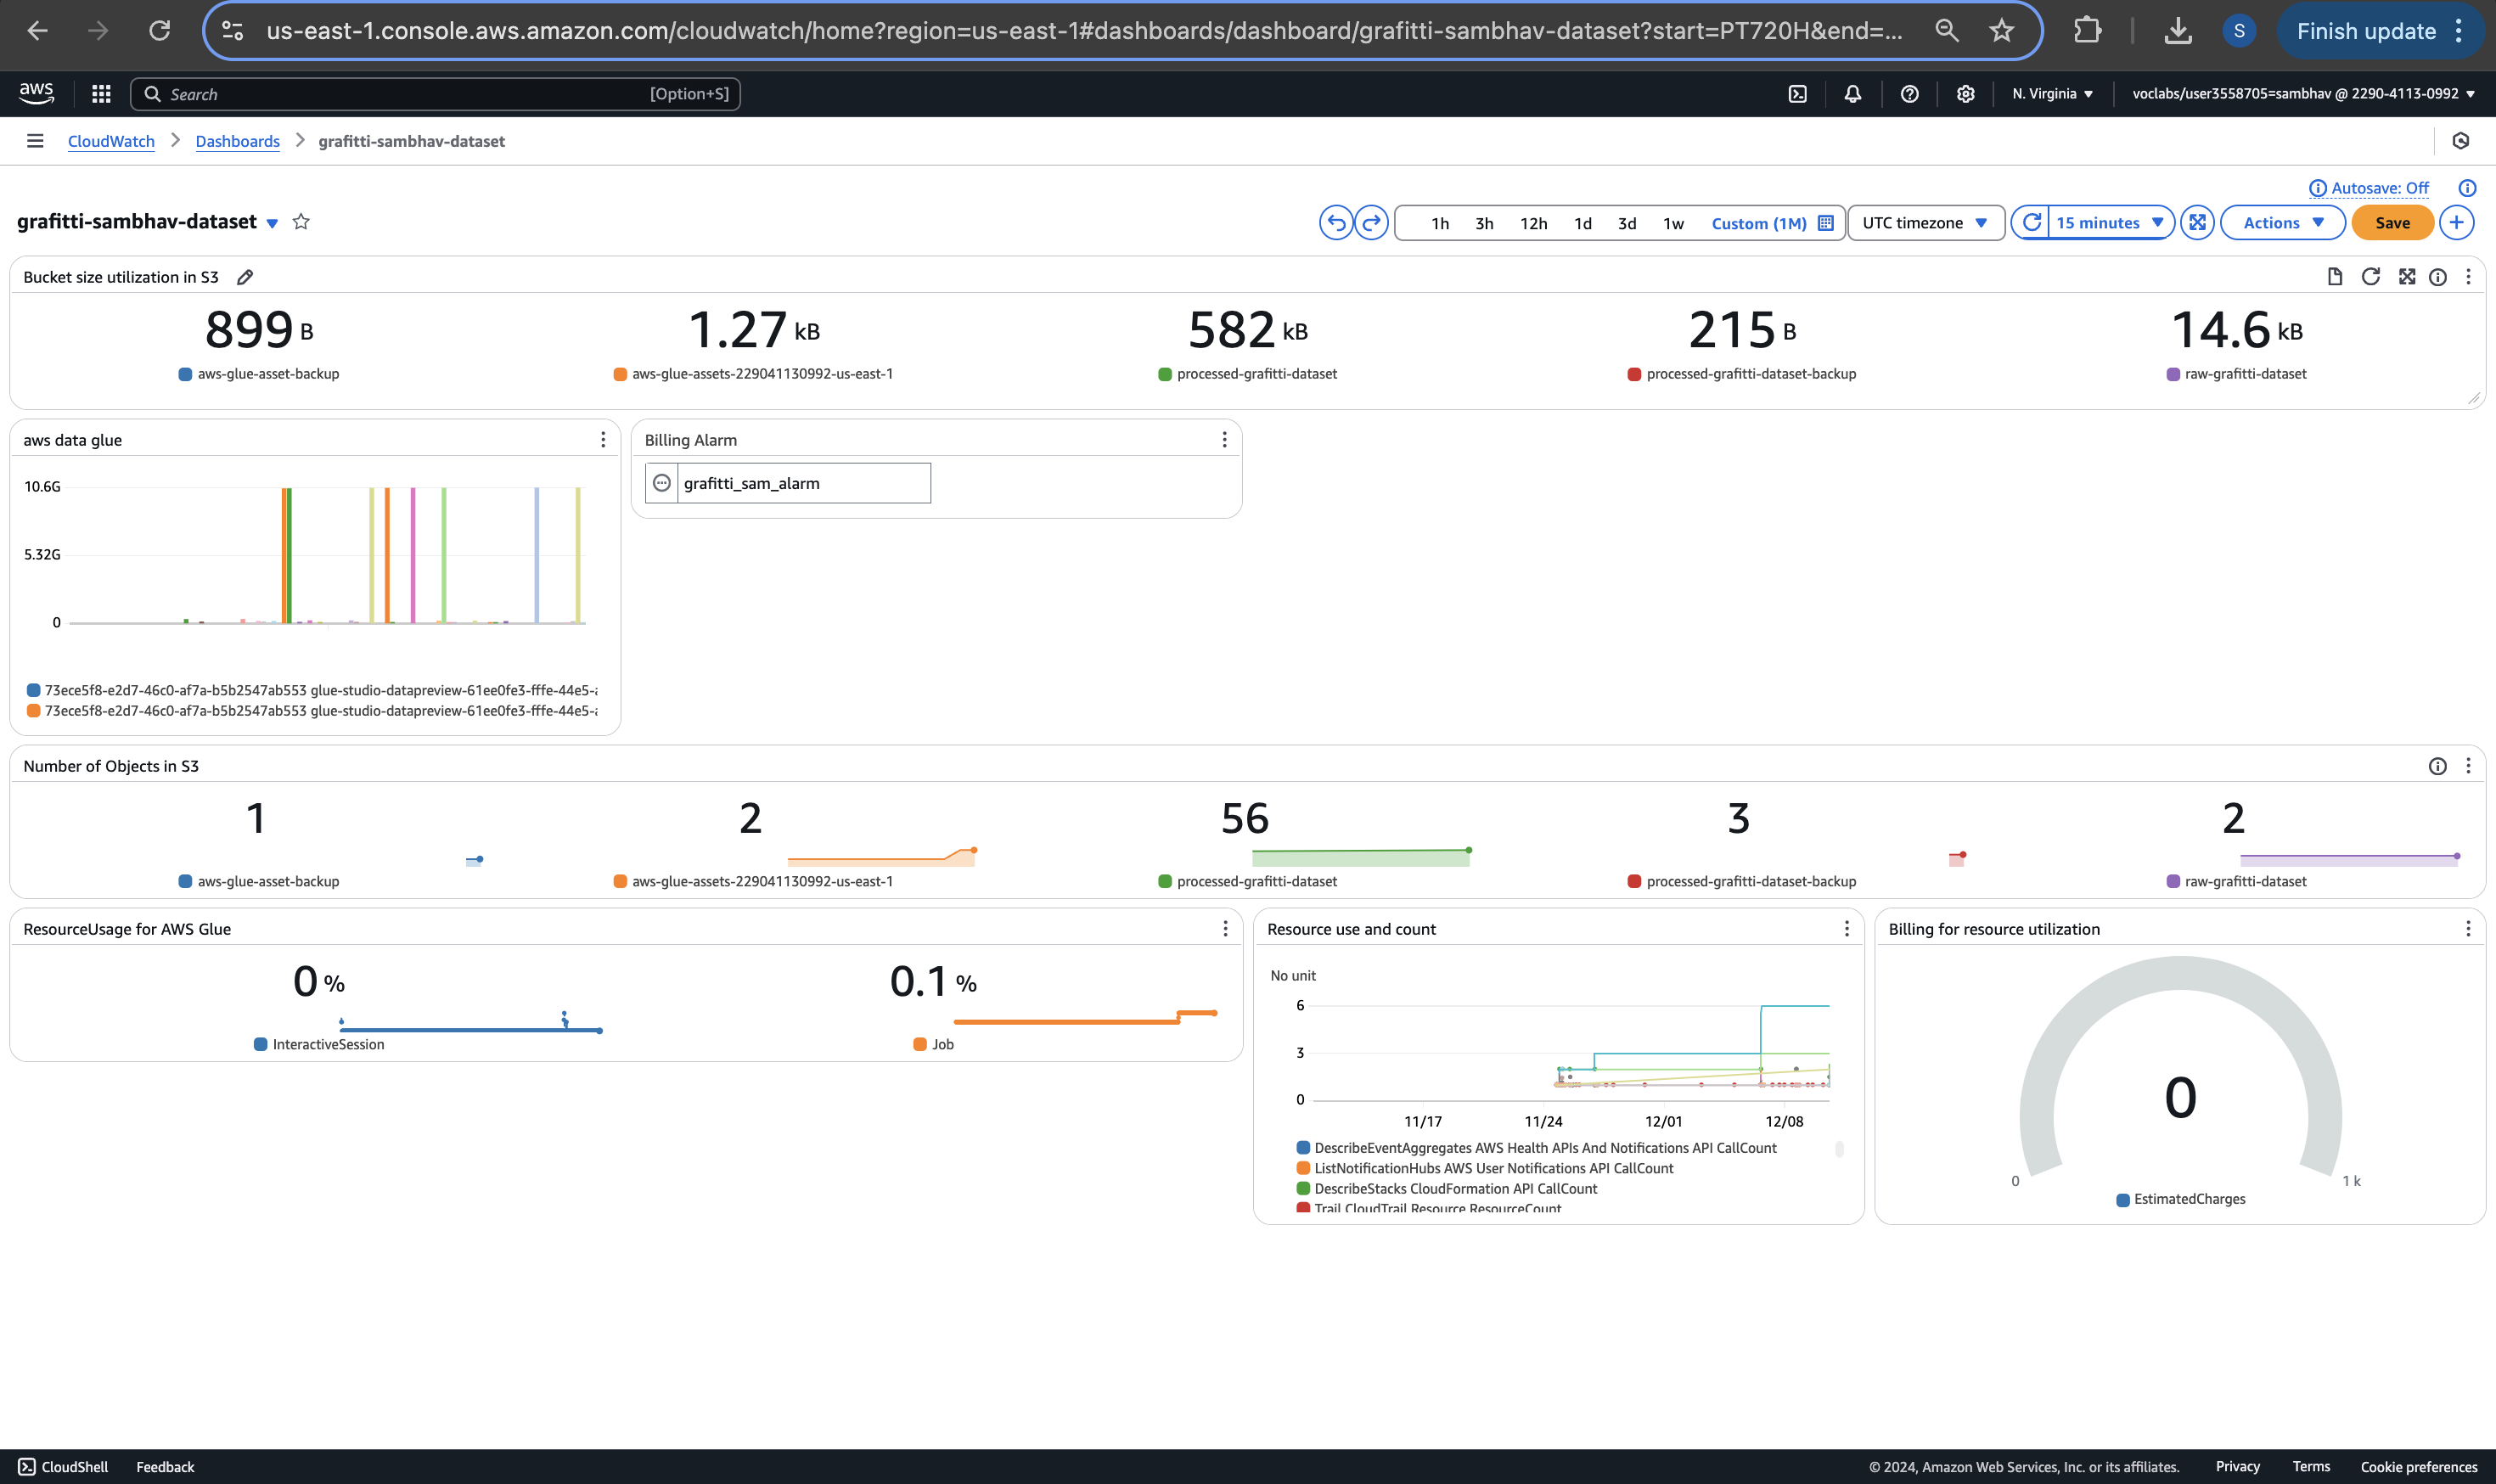 us-east-1.console.aws.amazon.com/cloudwatch/home?region=us-east-1#dashboards/dashboard/grafitti-sambhav-dataset?start=PT720H&end=...
S
Finish update
aws
Search
[Option+S]
N. Virginia
voclabs/user3558705=sambhav @ 2290-4113-0992
CloudWatch
Dashboards
grafitti-sambhav-dataset
Autosave: Off
grafitti-sambhav-dataset
1h 3h 12h 1d 3d 1w Custom (1M)
UTC timezone
15 minutes
Actions
Save
Bucket size utilization in S3
899 B
1.27 kB
582 kB
215 B
14.6 kB
aws-glue-asset-backup
aws-glue-assets-229041130992-us-east-1
processed-grafitti-dataset
processed-grafitti-dataset-backup
raw-grafitti-dataset
aws data glue
10.6G
5.32G
0
73ece5f8-e2d7-46c0-af7a-b5b2547ab553 glue-studio-datapreview-61ee0fe3-fffe-44e5-
73ece5f8-e2d7-46c0-af7a-b5b2547ab553 glue-studio-datapreview-61ee0fe3-fffe-44e5-
Billing Alarm
grafitti_sam_alarm
Number of Objects in S3
1
2
56
3
2
aws-glue-asset-backup
aws-glue-assets-229041130992-us-east-1
processed-grafitti-dataset
processed-grafitti-dataset-backup
raw-grafitti-dataset
ResourceUsage for AWS Glue
0 %
0.1 %
InteractiveSession
Job
Resource use and count
No unit
6
3
0
11/17
11/24
12/01
12/08
DescribeEventAggregates AWS Health APIs And Notifications API CallCount
ListNotificationHubs AWS User Notifications API CallCount
DescribeStacks CloudFormation API CallCount
Trail CloudTrail Resource ResourceCount
Billing for resource utilization
0
0
1 k
EstimatedCharges
CloudShell
Feedback
© 2024, Amazon Web Services, Inc. or its affiliates.
Privacy
Terms
Cookie preferences